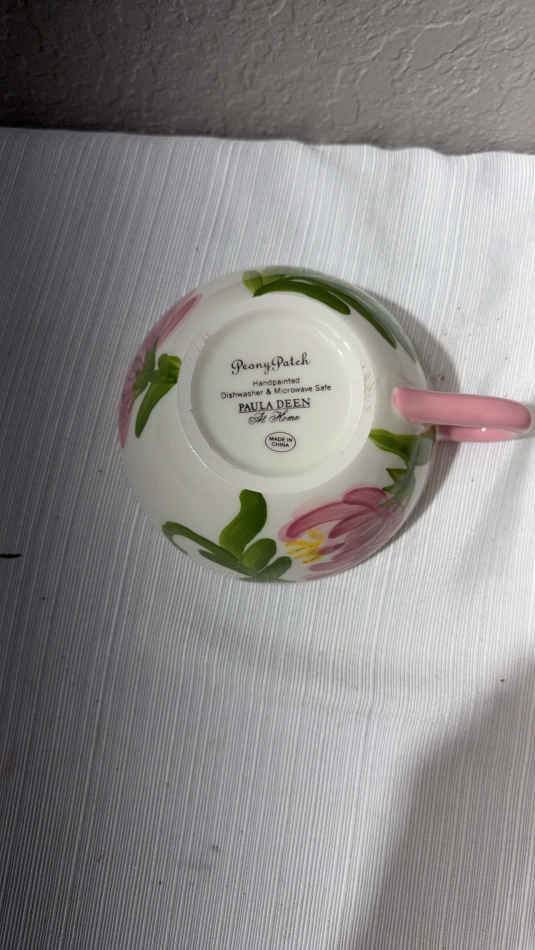 Peony Patch
Handpainted
Dishwasher & Microwave Safe
PAULA DEEN
At Home
MADE IN
CHINA